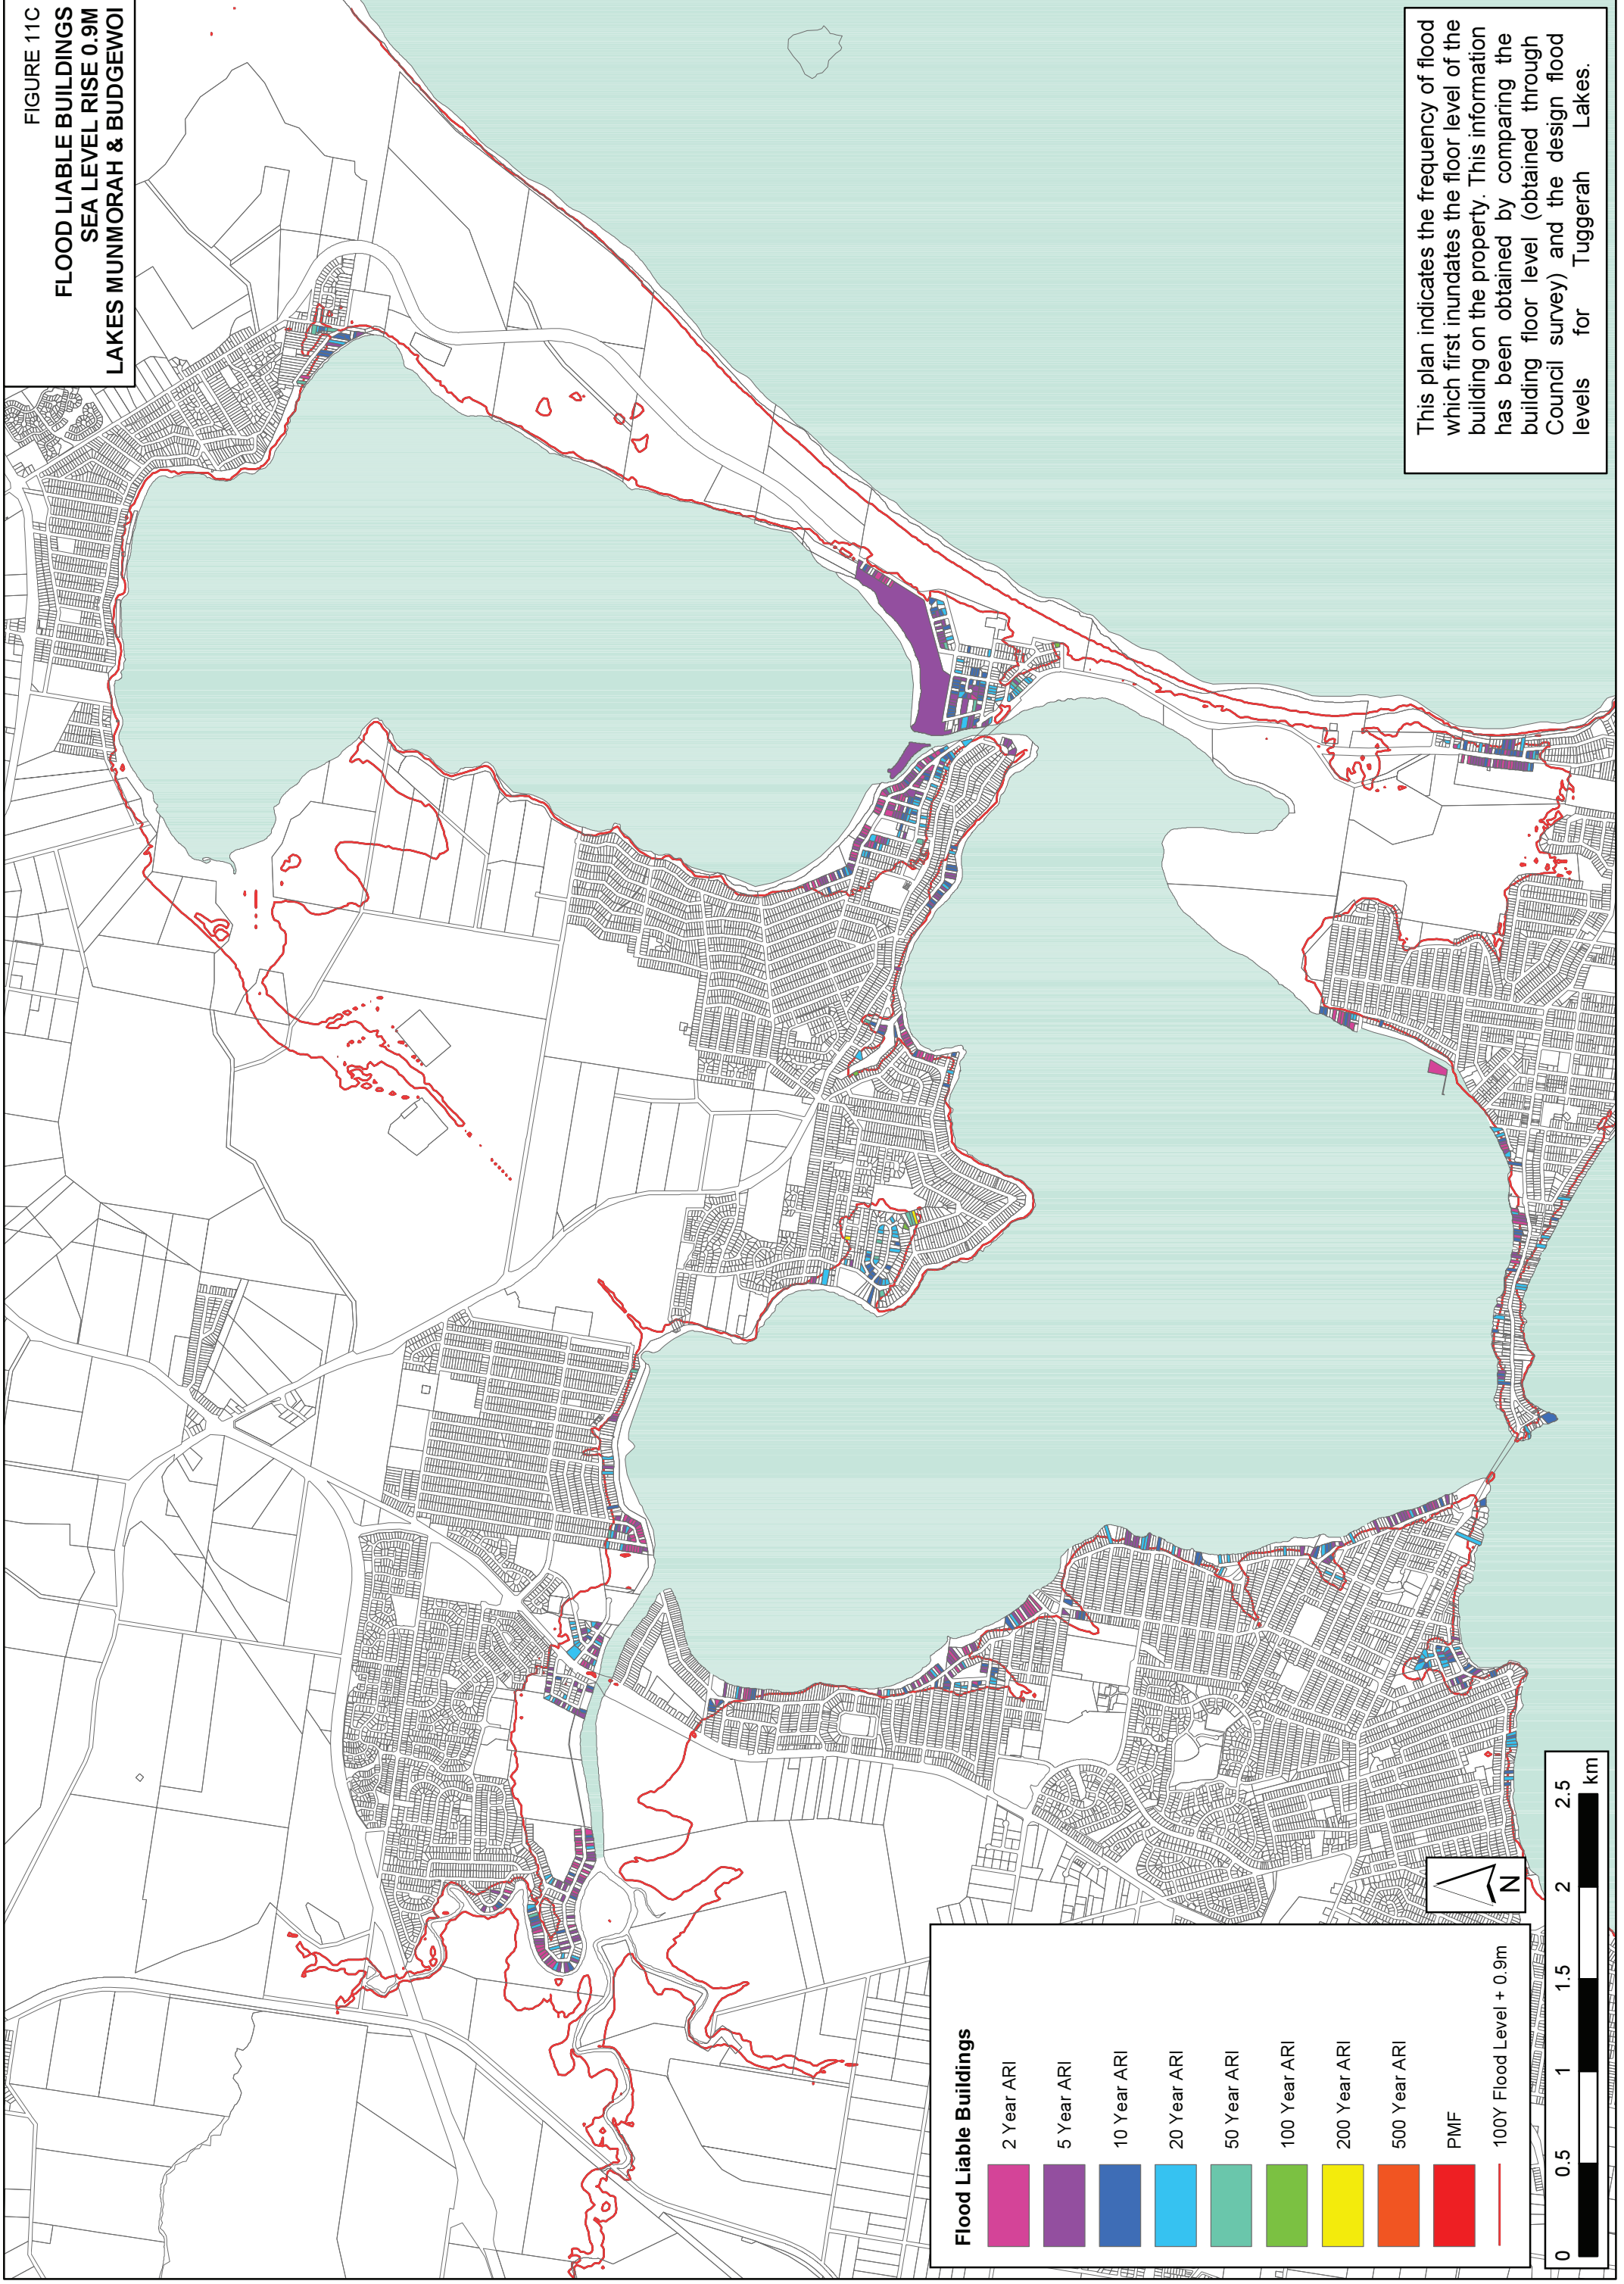 FIGURE 11C
FLOOD LIABLE BUILDINGS
SEA LEVEL RISE 0.9M
LAKES MUNMORAH & BUDGEWOI
This plan indicates the frequency of flood
which first inundates the floor level of the
building on the property. This information
has been obtained by comparing the
building floor level (obtained through
Council survey) and the design flood
levels for Tuggerah Lakes.
Flood Liable Buildings
2 Year ARI
5 Year ARI
10 Year ARI
20 Year ARI
50 Year ARI
100 Year ARI
200 Year ARI
500 Year ARI
PMF
100Y Flood Level + 0.9m
N
0 0.5 1 1.5 2 2.5
km